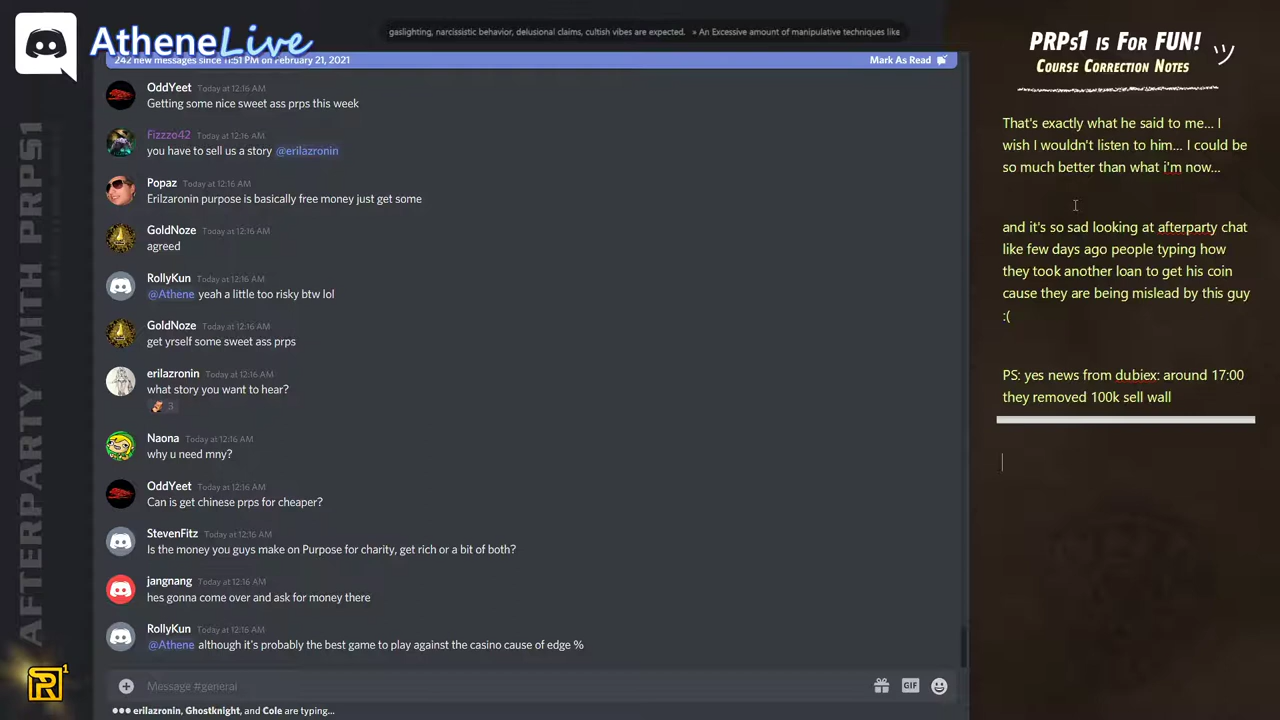 AtheneLive
gaslighting, narcissistic behavior, delusional claims, cultish vibes are expected. » An Excessive amount of manipulative techniques like
242 new messages since 11:51 PM on February 21, 2021
Mark As Read
OddYeet Today at 12:16 AM
Getting some nice sweet ass prps this week
Fizzzo42 Today at 12:16 AM
you have to sell us a story @erilazronin
Popaz Today at 12:16 AM
Erilzaronin purpose is basically free money just get some
GoldNoze Today at 12:16 AM
agreed
RollyKun Today at 12:16 AM
@Athene yeah a little too risky btw lol
GoldNoze Today at 12:16 AM
get yrself some sweet ass prps
erilazronin Today at 12:16 AM
what story you want to hear?
3
Naona Today at 12:16 AM
why u need mny?
OddYeet Today at 12:16 AM
Can is get chinese prps for cheaper?
StevenFitz Today at 12:16 AM
Is the money you guys make on Purpose for charity, get rich or a bit of both?
jangnang Today at 12:16 AM
hes gonna come over and ask for money there
RollyKun Today at 12:16 AM
@Athene although it's probably the best game to play against the casino cause of edge %
Message #general
GIF
erilazronin, Ghostknight, and Cole are typing...
AFTERPARTY WITH PRPS1
R1
PRPs1 is For FUN!
ツ
Course Correction Notes
That's exactly what he said to me... I
wish I wouldn't listen to him... I could be
so much better than what i'm now...
and it's so sad looking at afterparty chat
like few days ago people typing how
they took another loan to get his coin
cause they are being mislead by this guy
:(
PS: yes news from dubiex: around 17:00
they removed 100k sell wall